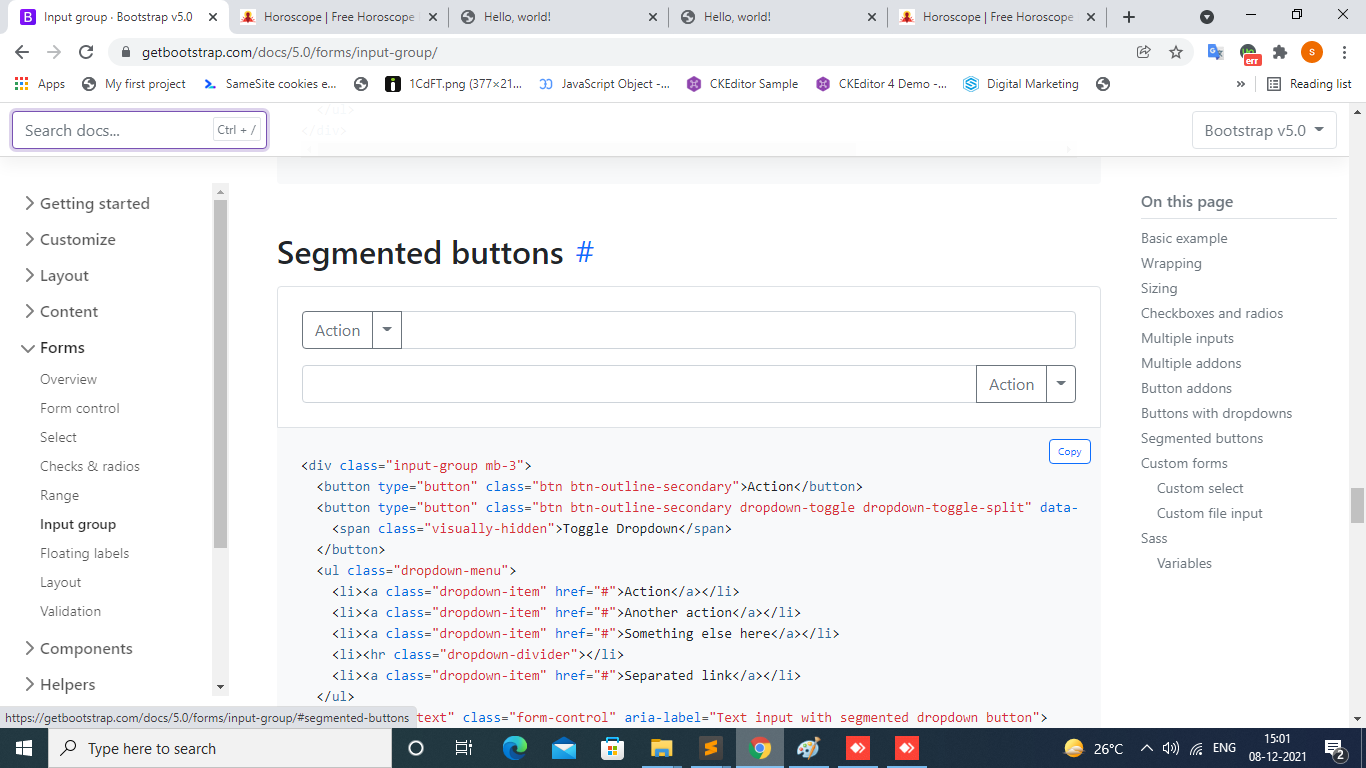 Input group · Bootstrap v5.0
Horoscope | Free Horoscope
Hello, world!
Hello, world!
Horoscope | Free Horoscope
getbootstrap.com/docs/5.0/forms/input-group/
err
S
Apps
My first project
SameSite cookies e...
1CdFT.png (377×21...
JavaScript Object -...
CKEditor Sample
CKEditor 4 Demo -...
Digital Marketing
»
Reading list
Search docs...
Ctrl + /
</ul>
</div>
Bootstrap v5.0
Getting started
Customize
Layout
Content
Forms
Overview
Form control
Select
Checks & radios
Range
Input group
Floating labels
Layout
Validation
Components
Helpers
Segmented buttons #
Action
Action
Copy
<div class="input-group mb-3">
<button type="button" class="btn btn-outline-secondary">Action</button>
<button type="button" class="btn btn-outline-secondary dropdown-toggle dropdown-toggle-split" data-
<span class="visually-hidden">Toggle Dropdown</span>
</button>
<ul class="dropdown-menu">
<li><a class="dropdown-item" href="#">Action</a></li>
<li><a class="dropdown-item" href="#">Another action</a></li>
<li><a class="dropdown-item" href="#">Something else here</a></li>
<li><hr class="dropdown-divider"></li>
<li><a class="dropdown-item" href="#">Separated link</a></li>
</ul>
text" class="form-control" aria-label="Text input with segmented dropdown button">
On this page
Basic example
Wrapping
Sizing
Checkboxes and radios
Multiple inputs
Multiple addons
Button addons
Buttons with dropdowns
Segmented buttons
Custom forms
Custom select
Custom file input
Sass
Variables
https://getbootstrap.com/docs/5.0/forms/input-group/#segmented-buttons
Type here to search
26°C
ENG
15:01
08-12-2021
2